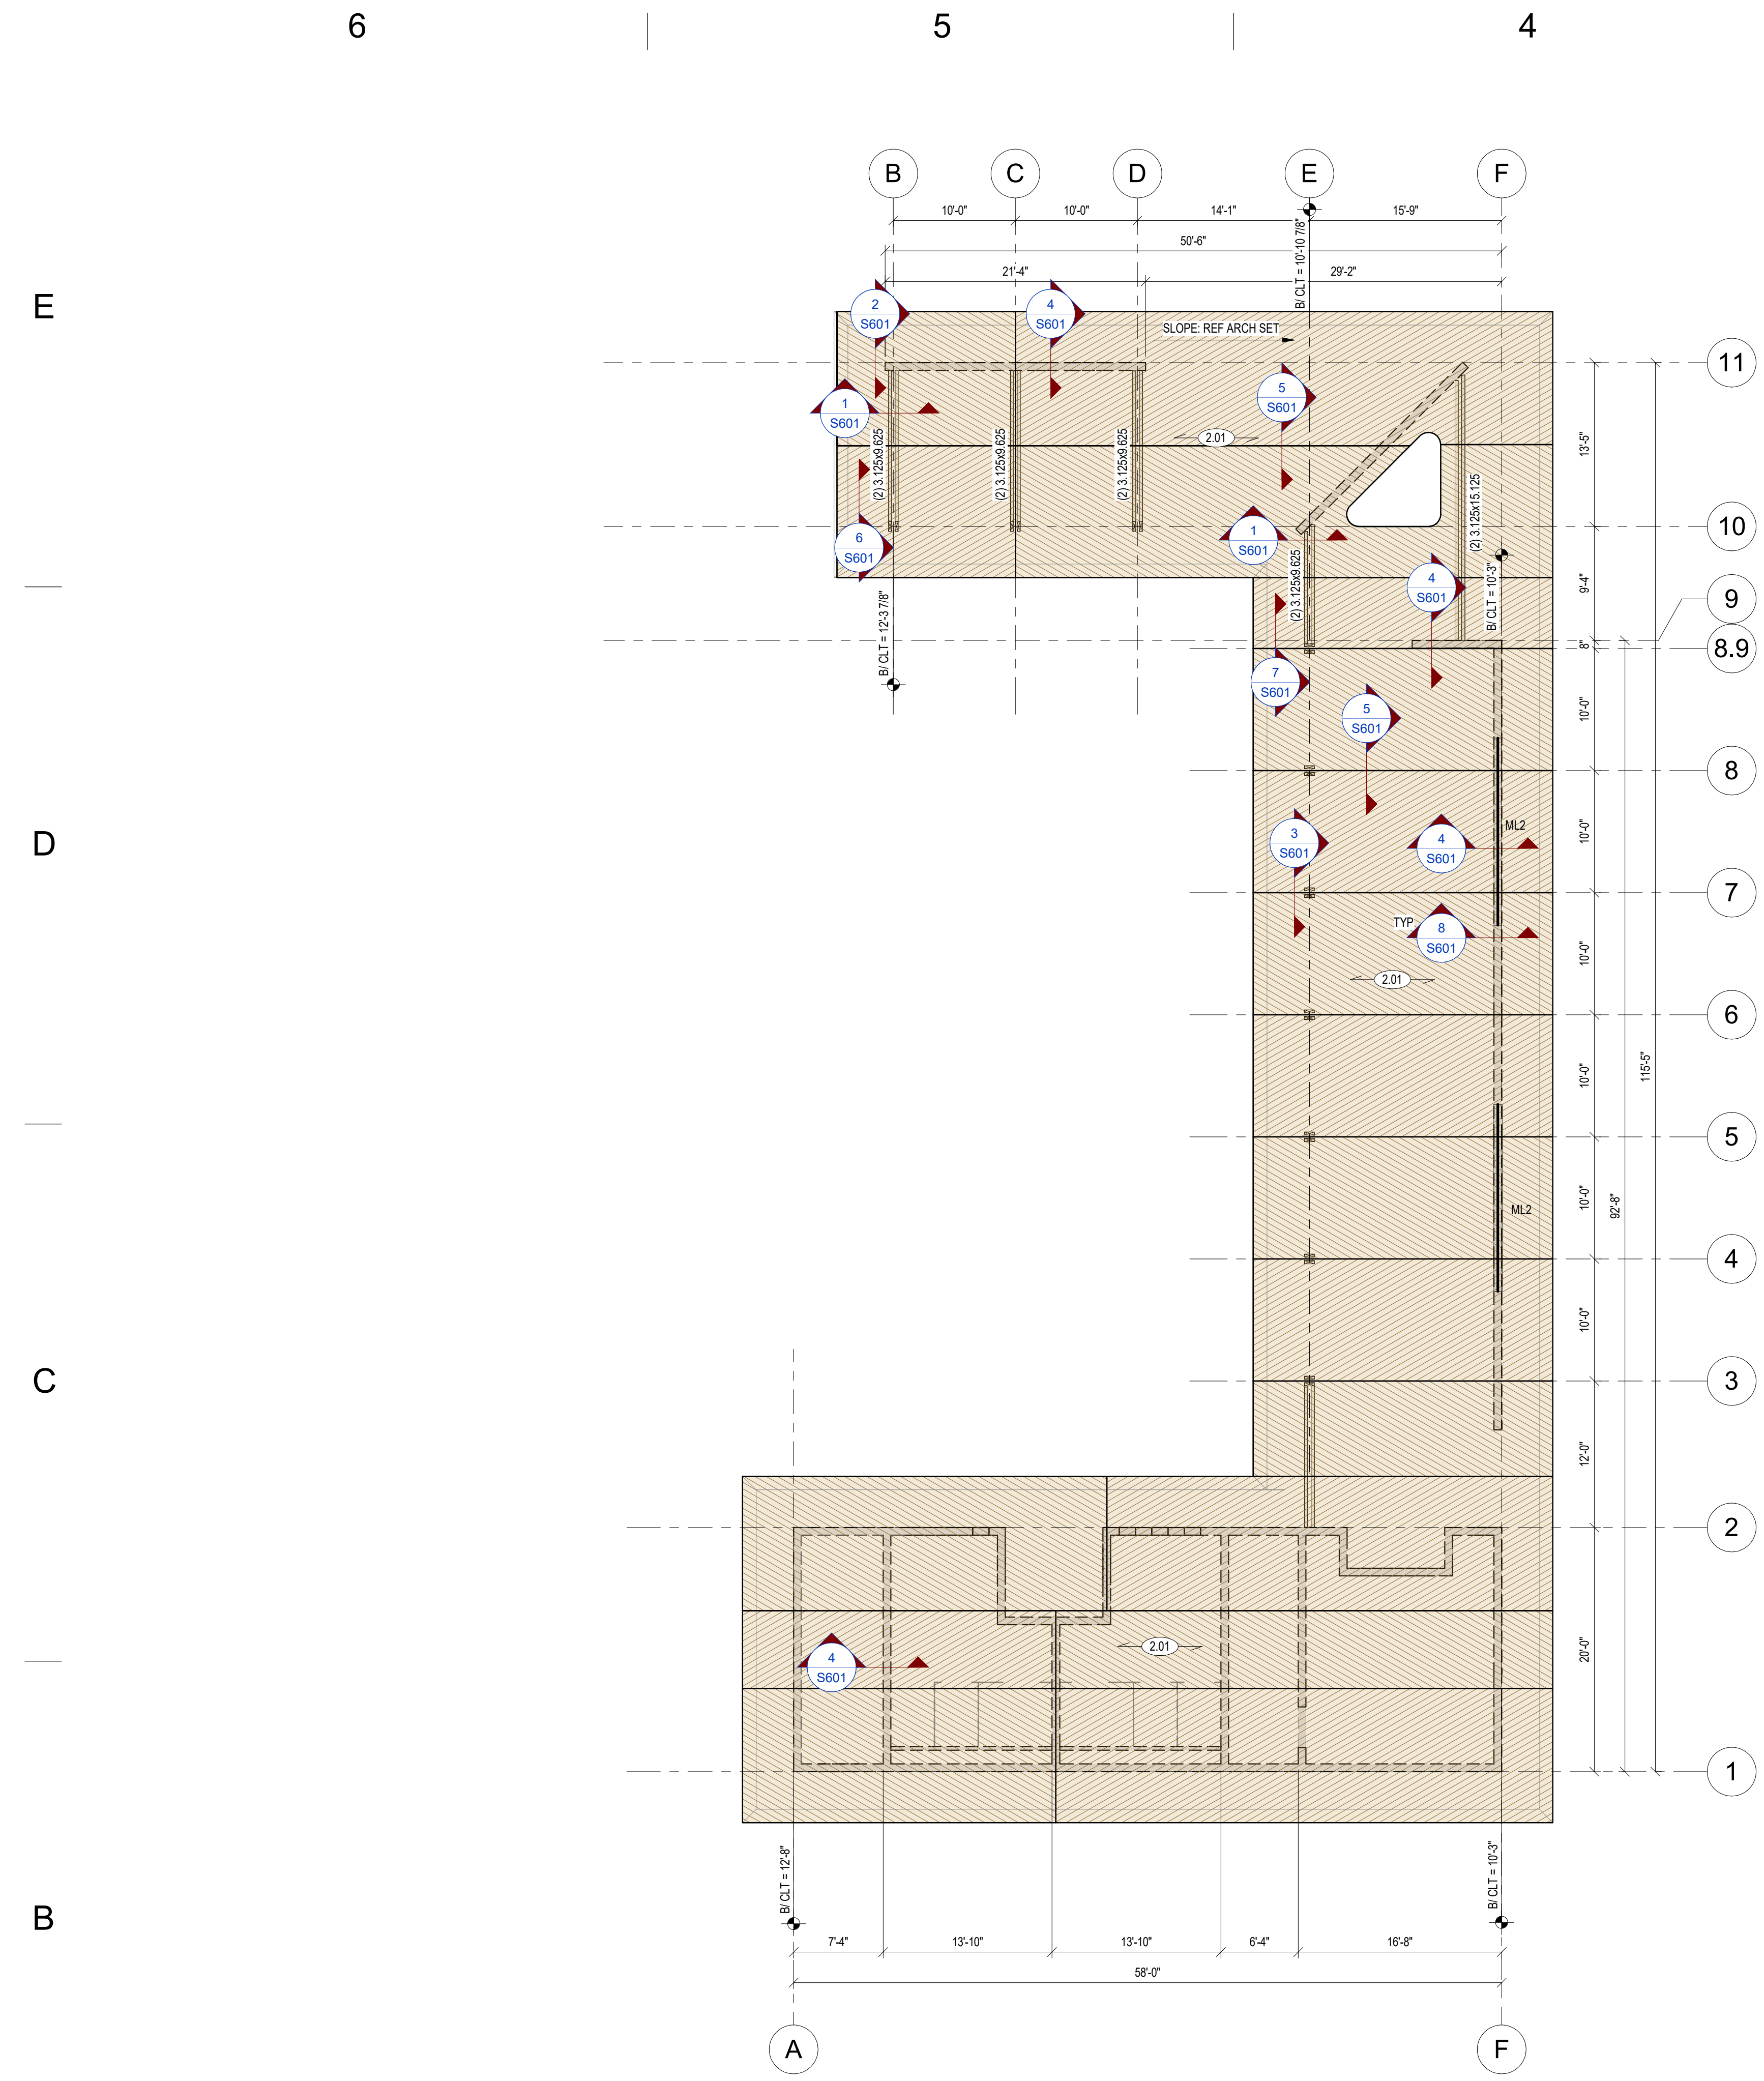 6 5 4
B C D E F
10'-0" 10'-0" 14'-1" 15'-9"
50'-6"
21'-4" 29'-2"
B/ CLT = 10'-10 7/8"
E
2
S601
4
S601
SLOPE: REF ARCH SET
11
1
S601
5
S601
(2) 3.125x9.625
(2) 3.125x9.625
(2) 3.125x9.625
2.01
13'-5"
(2) 3.125x15.125
10
6
S601
1
S601
(2) 3.125x9.625
4
S601
B/ CLT = 10'-3"
9'-4"
9
B/ CLT = 12'-3 7/8"
8"
8.9
7
S601
5
S601
10'-0"
8
D
3
S601
4
S601
ML2
10'-0"
7
TYP
8
S601
10'-0"
2.01
6
10'-0"
115'-5"
5
10'-0"
92'-8"
ML2
4
10'-0"
C
3
12'-0"
2
2.01
20'-0"
4
S601
1
B/ CLT = 12'-8"
B/ CLT = 10'-3"
B
7'-4" 13'-10" 13'-10" 6'-4" 16'-8"
58'-0"
A F